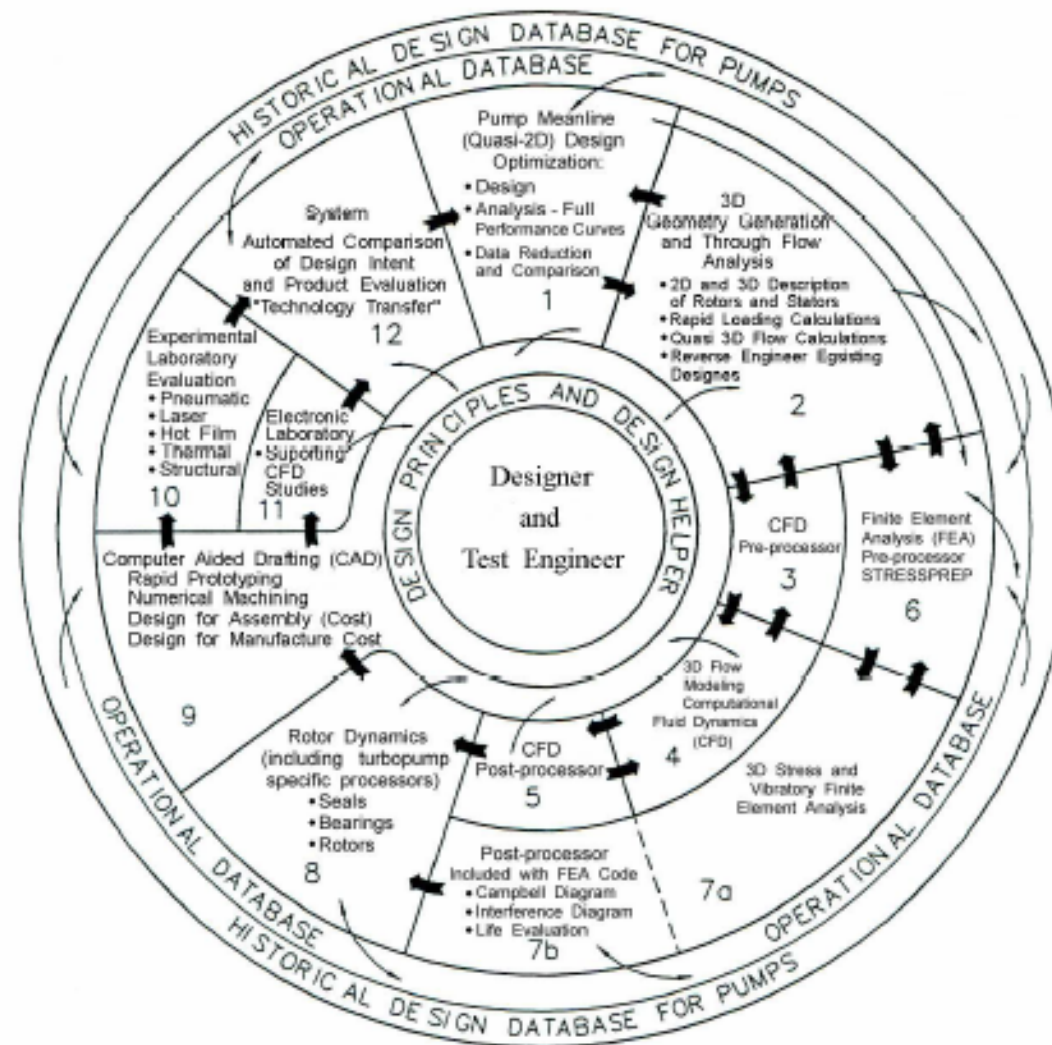 HISTORICAL DESIGN DATABASE FOR PUMPS
OPERATIONAL DATABASE
Pump Meanline
(Quasi-2D) Design
Optimization:
• Design
• Analysis - Full
Performance Curves
• Data Reduction
and Comparison
1
3D
Geometry Generation
and Through Flow
Analysis
• 2D and 3D Description
of Rotors and Stators
• Rapid Loading Calculations
• Quasi 3D Flow Calculations
• Reverse Engineer Egsisting
Designes
2
CFD
Pre-processor
3
3D Flow
Modeling
Computational
Fluid Dynamics
(CFD)
4
CFD
Post-processor
5
Finite Element
Analysis (FEA)
Pre-processor
STRESSPREP
6
3D Stress and
Vibratory Finite
Element Analysis
7a
Post-processor
Included with FEA Code
• Campbell Diagram
• Interference Diagram
• Life Evaluation
7b
Rotor Dynamics
(including turbopump
specific processors)
• Seals
• Bearings
• Rotors
8
Computer Aided Drafting (CAD)
Rapid Prototyping
Numerical Machining
Design for Assembly (Cost)
Design for Manufacture Cost
9
Experimental
Laboratory
Evaluation
• Pneumatic
• Laser
• Hot Film
• Thermal
• Structural
10
Electronic
Laboratory
• Suporting
CFD
Studies
11
System
Automated Comparison
of Design Intent
and Product Evaluation
"Technology Transfer"
12
DESIGN PRINCIPLES AND DESIGN HELPER
Designer
and
Test Engineer
OPERATIONAL DATABASE
OPERATIONAL DATABASE
HISTORICAL DESIGN DATABASE FOR PUMPS